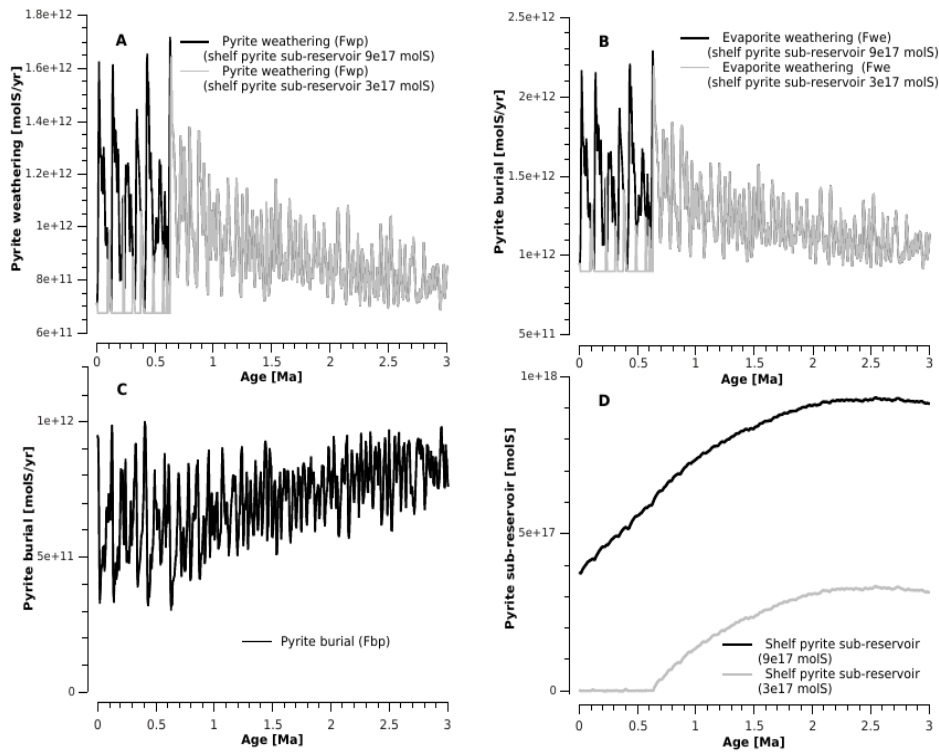 A
Pyrite weathering (Fwp)
(shelf pyrite sub-reservoir 9e17 molS)
Pyrite weathering (Fwp)
(shelf pyrite sub-reservoir 3e17 molS)
Pyrite weathering [molS/yr]
1.8e+12
1.6e+12
1.4e+12
1.2e+12
1e+12
8e+11
6e+11
0 0.5 1 1.5 2 2.5 3
Age [Ma]
B
Evaporite weathering (Fwe)
(shelf pyrite sub-reservoir 9e17 molS)
Evaporite weathering (Fwe
(shelf pyrite sub-reservoir 3e17 molS)
Pyrite burial [molS/yr]
2.5e+12
2e+12
1.5e+12
1e+12
5e+11
0 0.5 1 1.5 2 2.5 3
Age [Ma]
C
Pyrite burial [molS/yr]
1e+12
5e+11
0
Pyrite burial (Fbp)
0 0.5 1 1.5 2 2.5 3
Age [Ma]
D
Pyrite sub-reservoir [molS]
1e+18
5e+17
0
Shelf pyrite sub-reservoir
(9e17 molS)
Shelf pyrite sub-reservoir
(3e17 molS)
0 0.5 1 1.5 2 2.5 3
Age [Ma]